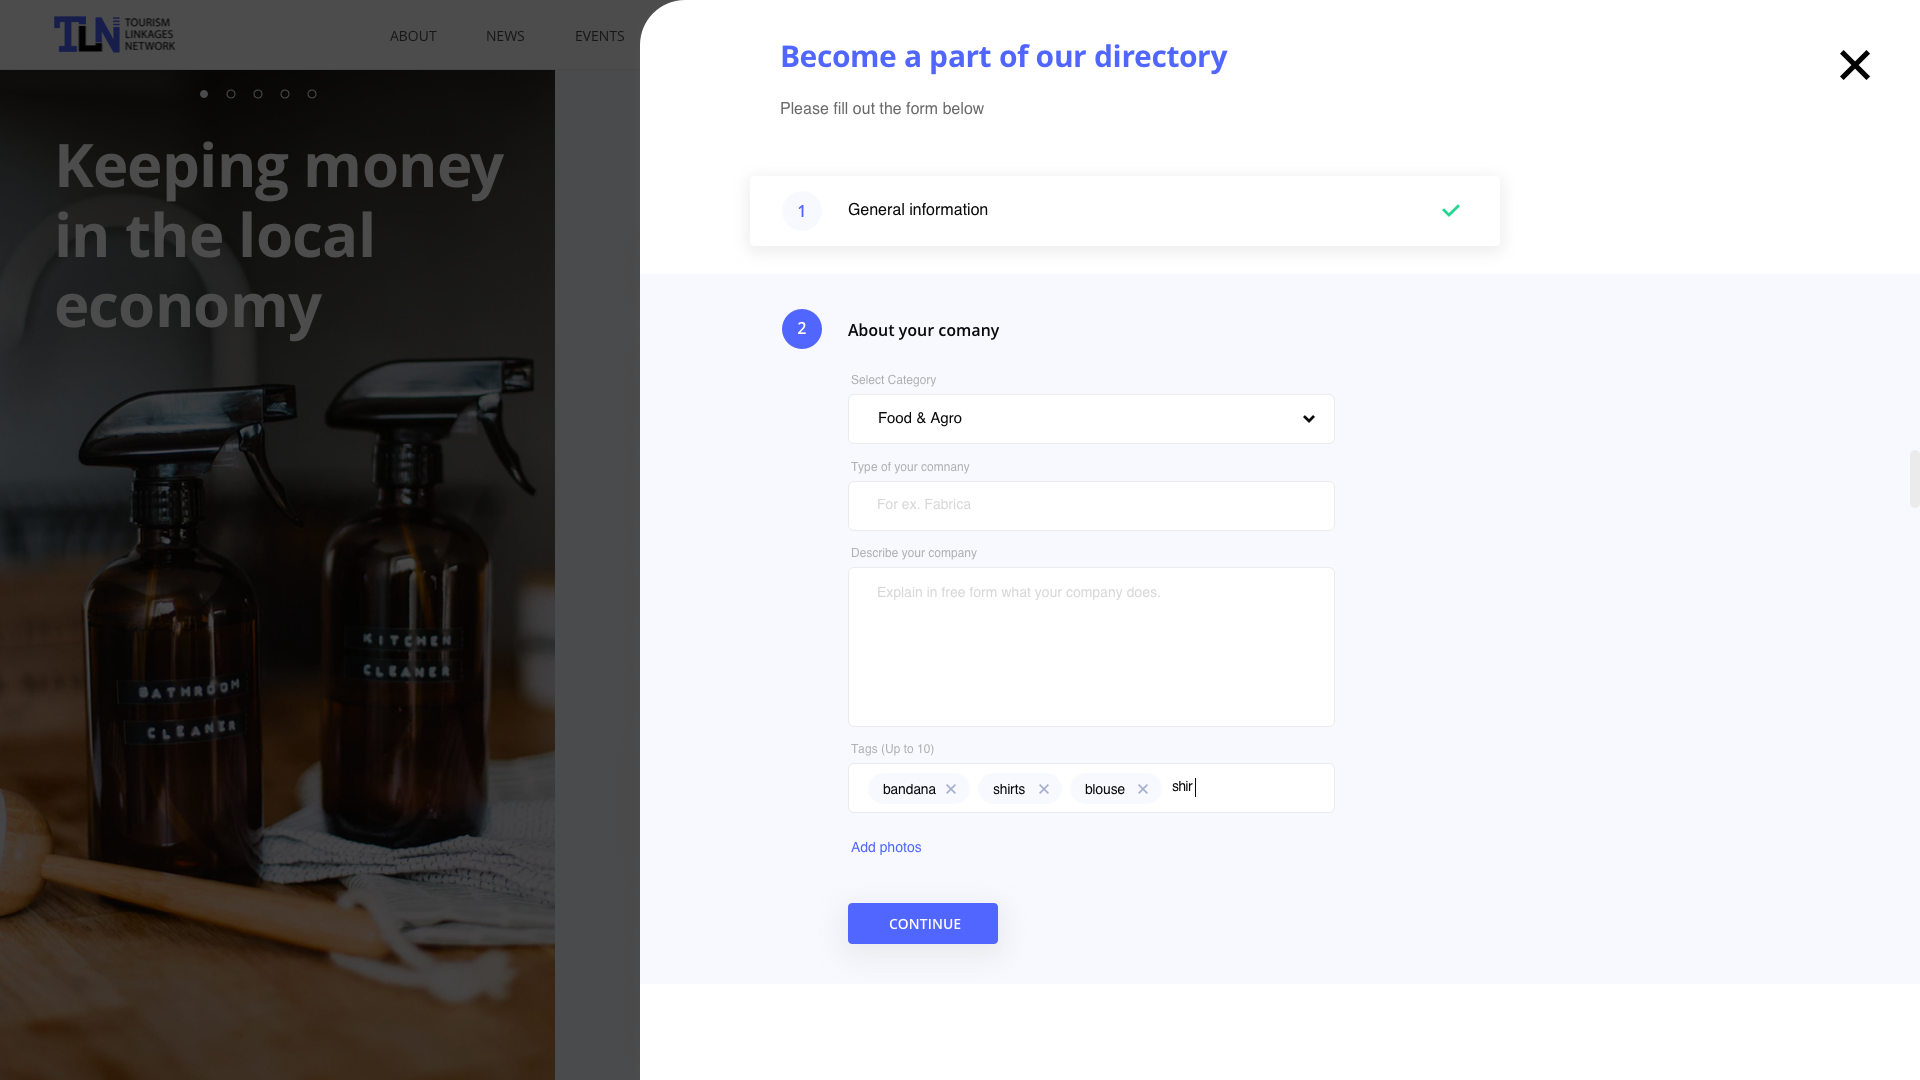 TLN TOURISM
LINKAGES
NETWORK
ABOUT NEWS EVENTS
Keeping money
in the local
economy
KITCHEN
CLEANER
BATHROOM
CLEANER
Become a part of our directory
Please fill out the form below
1 General information
2 About your comany
Select Category
Food & Agro
Type of your comnany
For ex. Fabrica
Describe your company
Explain in free form what your company does.
Tags (Up to 10)
bandana shirts blouse shir
Add photos
CONTINUE